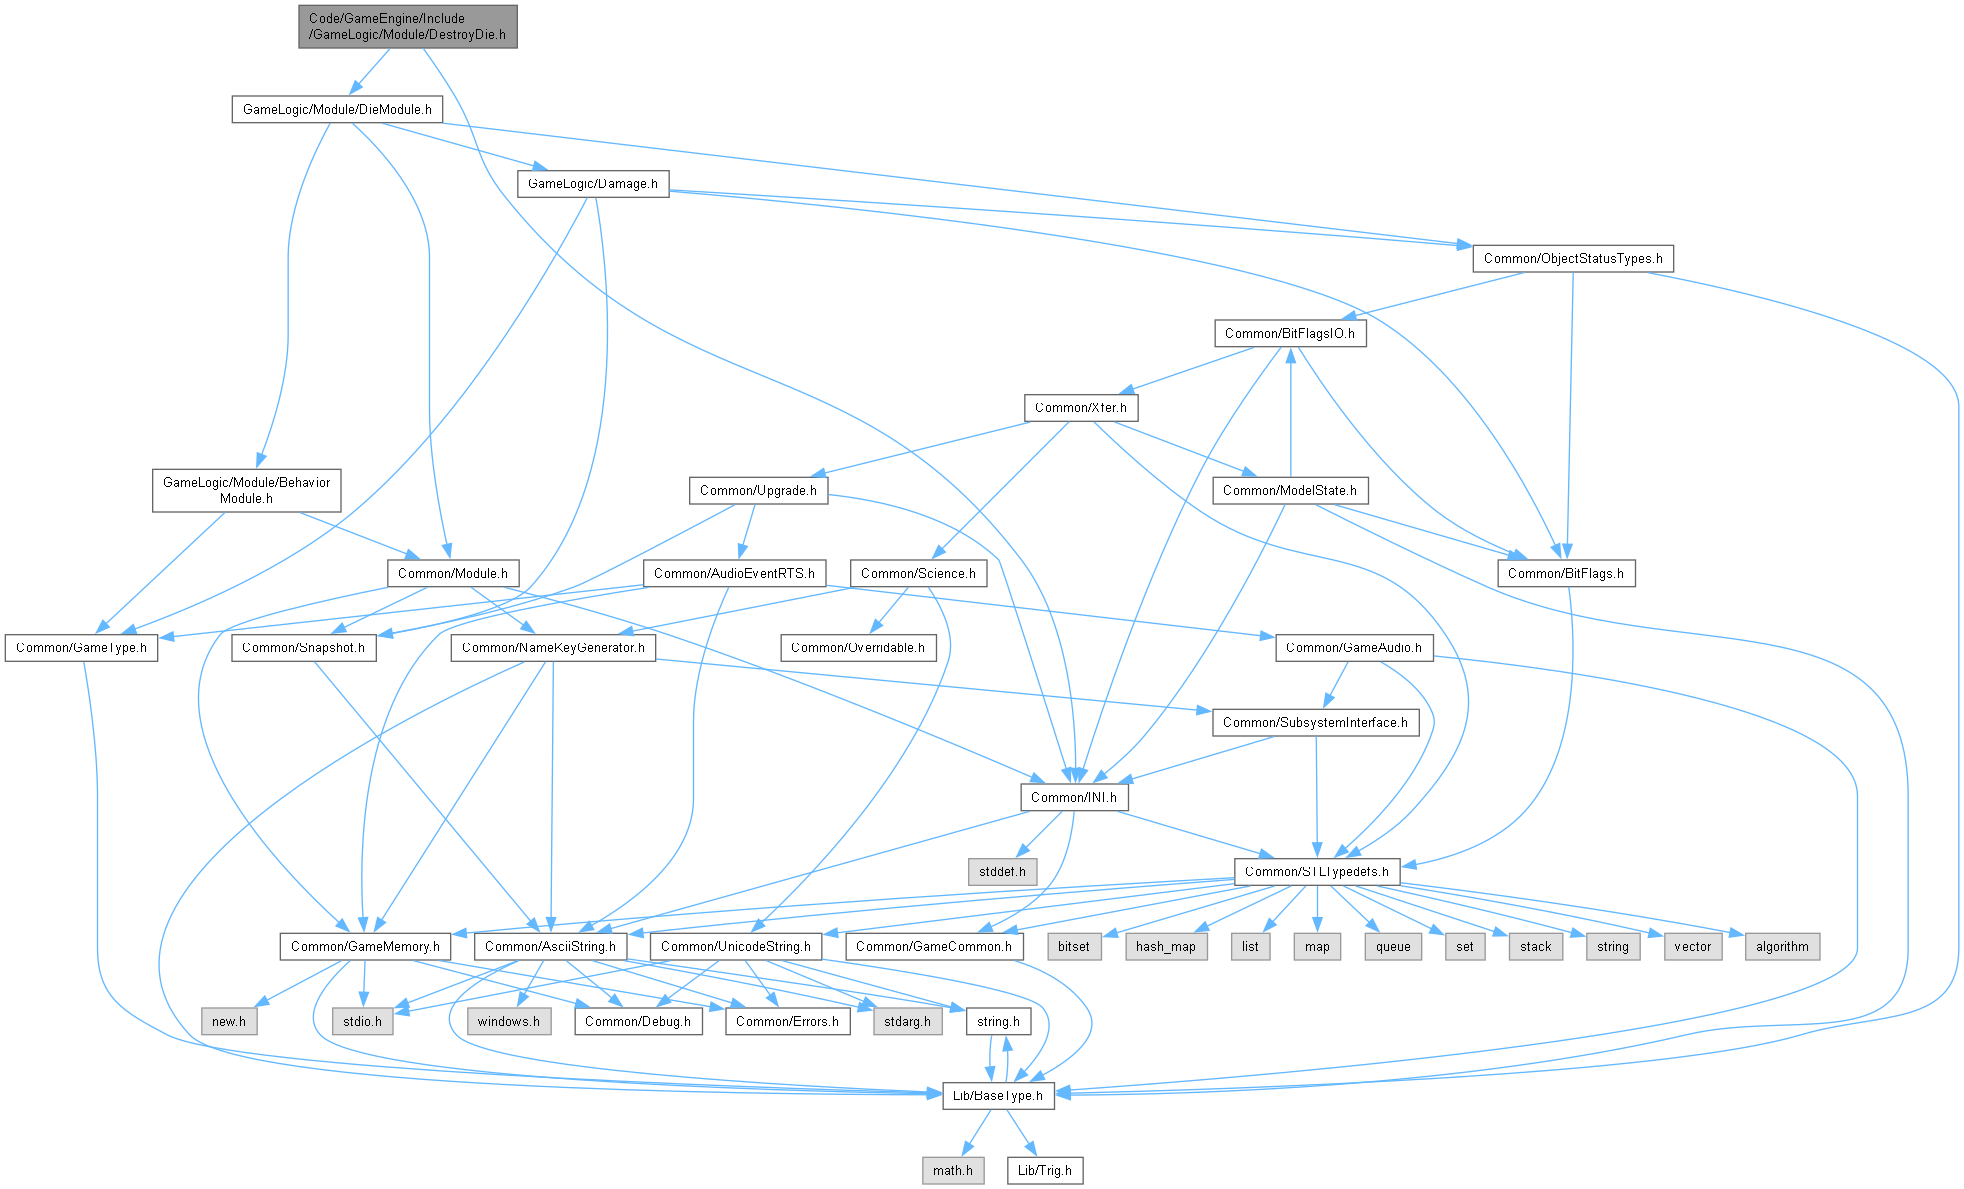 Code/GameEngine/Include
/GameLogic/Module/DestroyDie.h
GameLogic/Module/DieModule.h
GameLogic/Damage.h
Common/ObjectStatusTypes.h
Common/BitFlagsIO.h
Common/Xfer.h
GameLogic/Module/Behavior
Module.h
Common/Upgrade.h
Common/ModelState.h
Common/Module.h
Common/AudioEventRTS.h
Common/Science.h
Common/BitFlags.h
Common/GameType.h
Common/Snapshot.h
Common/NameKeyGenerator.h
Common/Overridable.h
Common/GameAudio.h
Common/SubsystemInterface.h
Common/INI.h
stddef.h
Common/STLTypedefs.h
Common/GameMemory.h
Common/AsciiString.h
Common/UnicodeString.h
Common/GameCommon.h
bitset
hash_map
list
map
queue
set
stack
string
vector
algorithm
new.h
stdio.h
windows.h
Common/Debug.h
Common/Errors.h
stdarg.h
string.h
Lib/BaseType.h
math.h
Lib/Trig.h